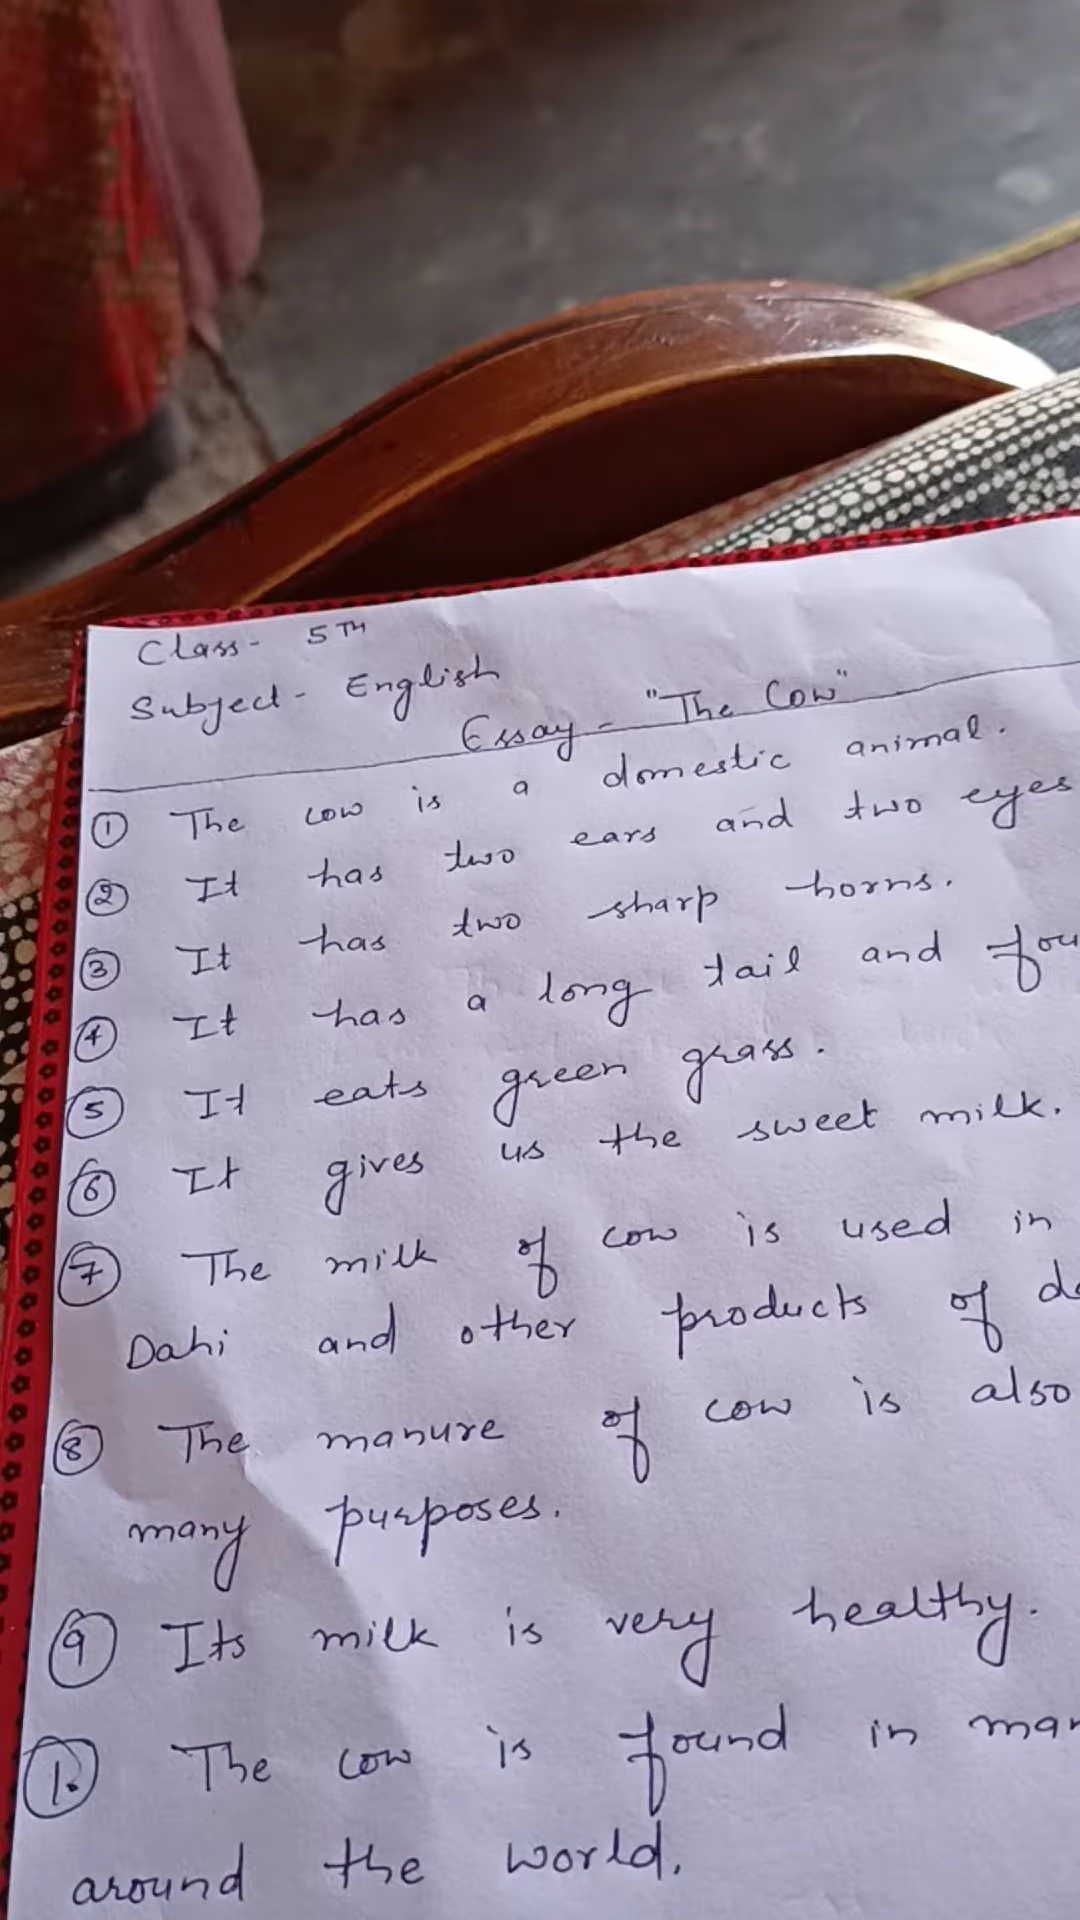 Class- 5TH
Subject- English
Essay- "The Cow"
① The cow is a domestic animal.
② It has two ears and two eyes
③ It has two sharp horns.
④ It has a long tail and
⑤ It eats green grass.
⑥ It gives us the sweet milk.
⑦ The milk of cow is used in
Dahi and other products of
⑧ The manure of cow is also
many purposes.
⑨ Its milk is very healthy.
⑩ The cow is found in
around the world.